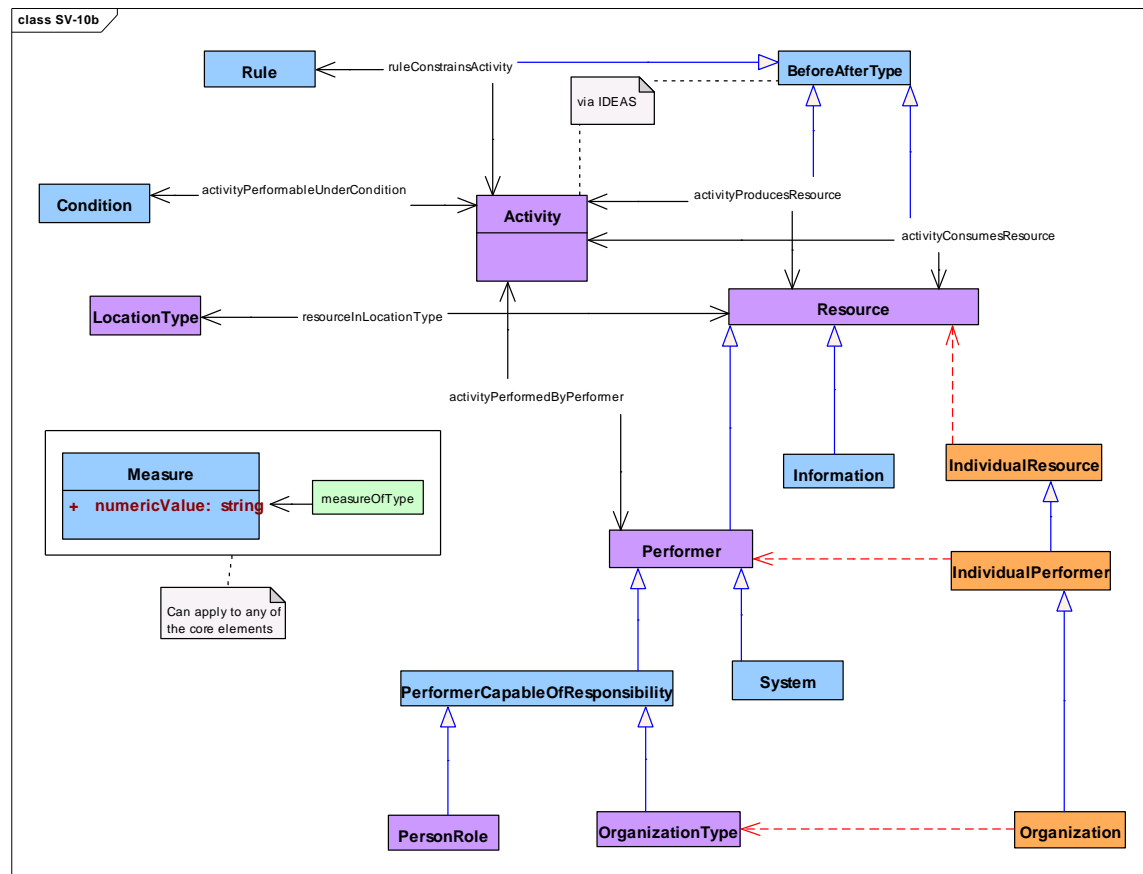 class SV-10b
Rule
ruleConstrainsActivity
BeforeAfterType
via IDEAS
Condition
activityPerformableUnderCondition
Activity
activityProducesResource
activityConsumesResource
LocationType
resourceInLocationType
Resource
activityPerformedByPerformer
Measure
+ numericValue: string
measureOfType
Information
IndividualResource
Performer
IndividualPerformer
Can apply to any of
the core elements
PerformerCapableOfResponsibility
System
PersonRole
OrganizationType
Organization